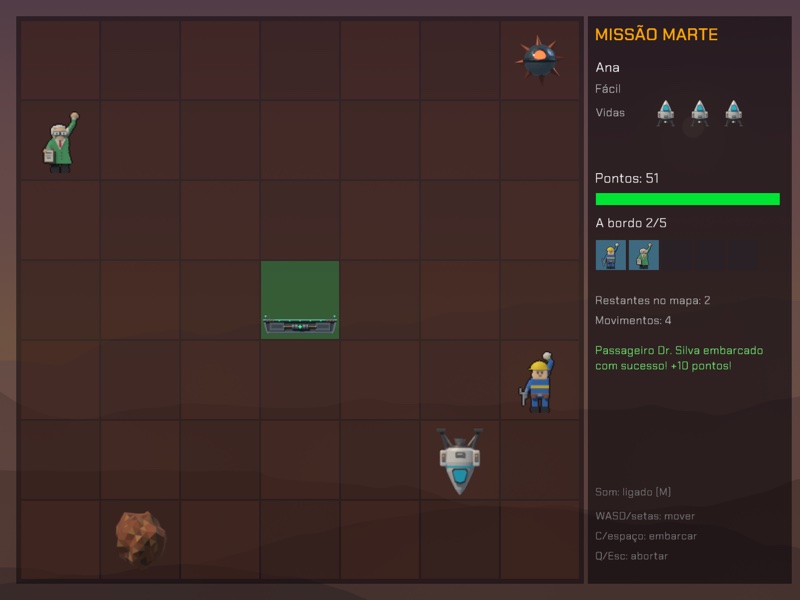 MISSÃO MARTE
Ana
Fácil
Vidas
Pontos: 51
A bordo 2/5
Restantes no mapa: 2
Movimentos: 4
Passageiro Dr. Silva embarcado
com sucesso! +10 pontos!
Som: ligado [M]
WASD/setas: mover
C/espaço: embarcar
Q/Esc: abortar